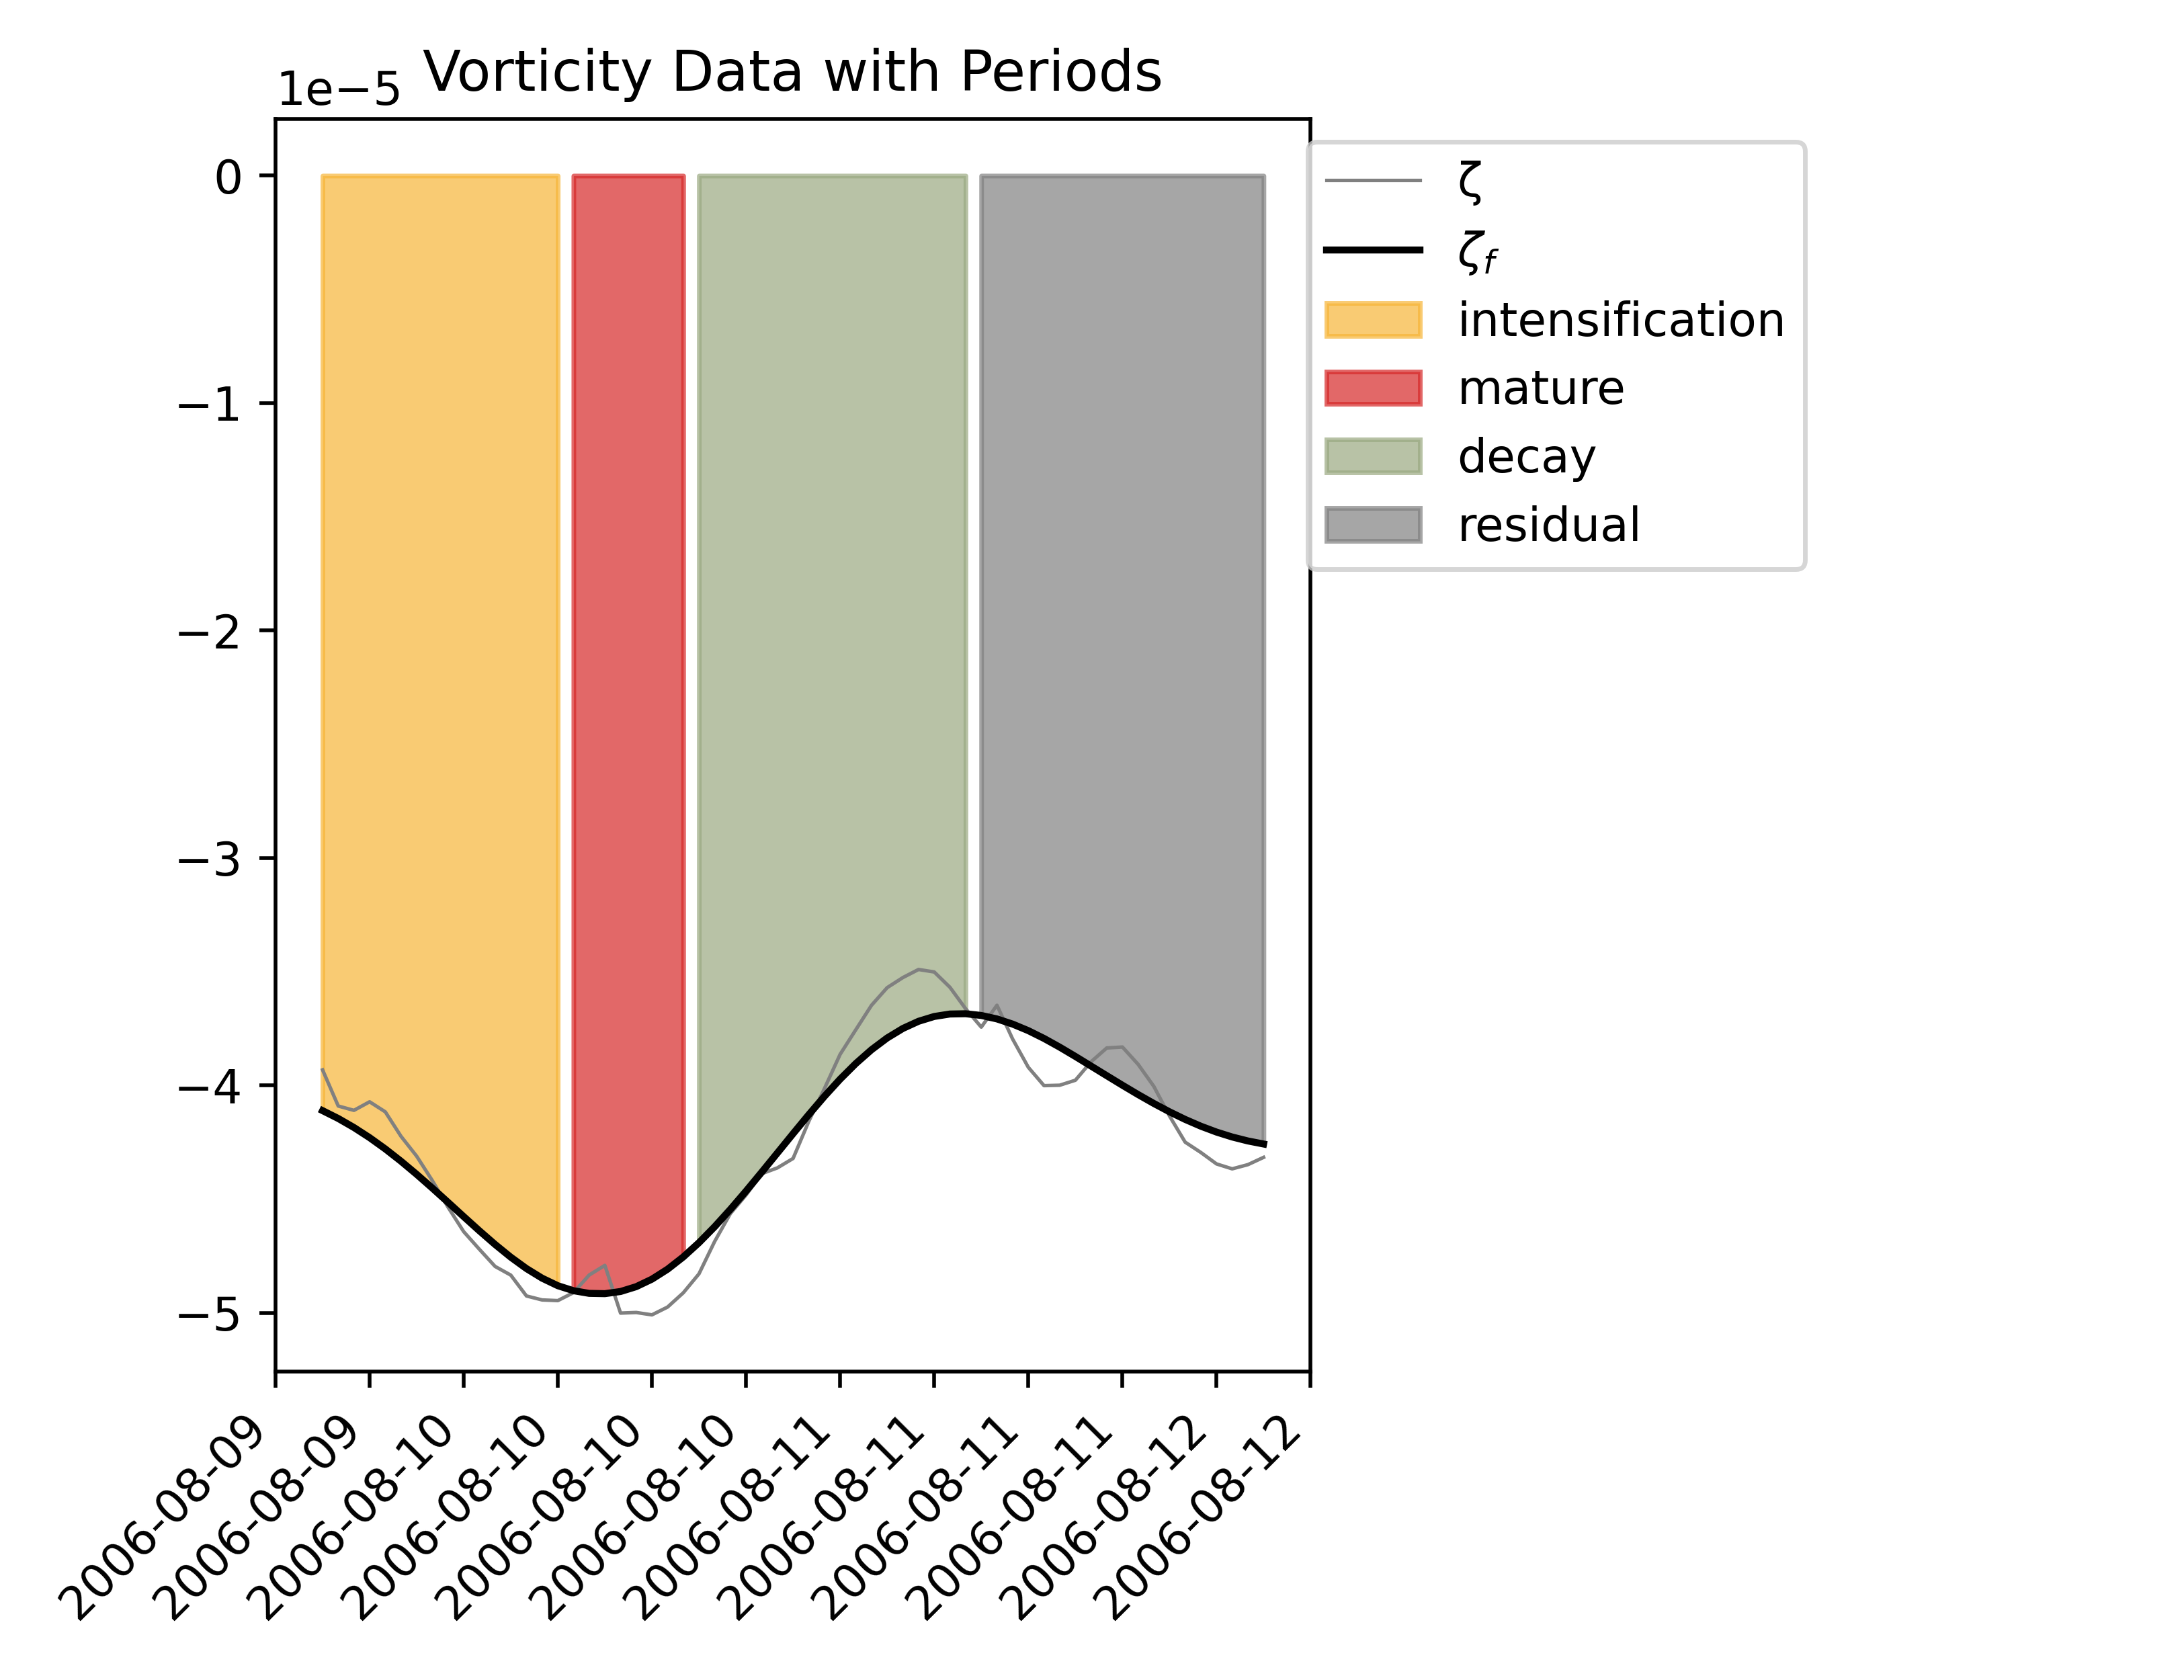 Vorticity Data with Periods
1e−5
0
−1
−2
−3
−4
−5
ζ
ζf
intensification
mature
decay
residual
2006-08-09
2006-08-09
2006-08-10
2006-08-10
2006-08-10
2006-08-10
2006-08-11
2006-08-11
2006-08-11
2006-08-11
2006-08-12
2006-08-12